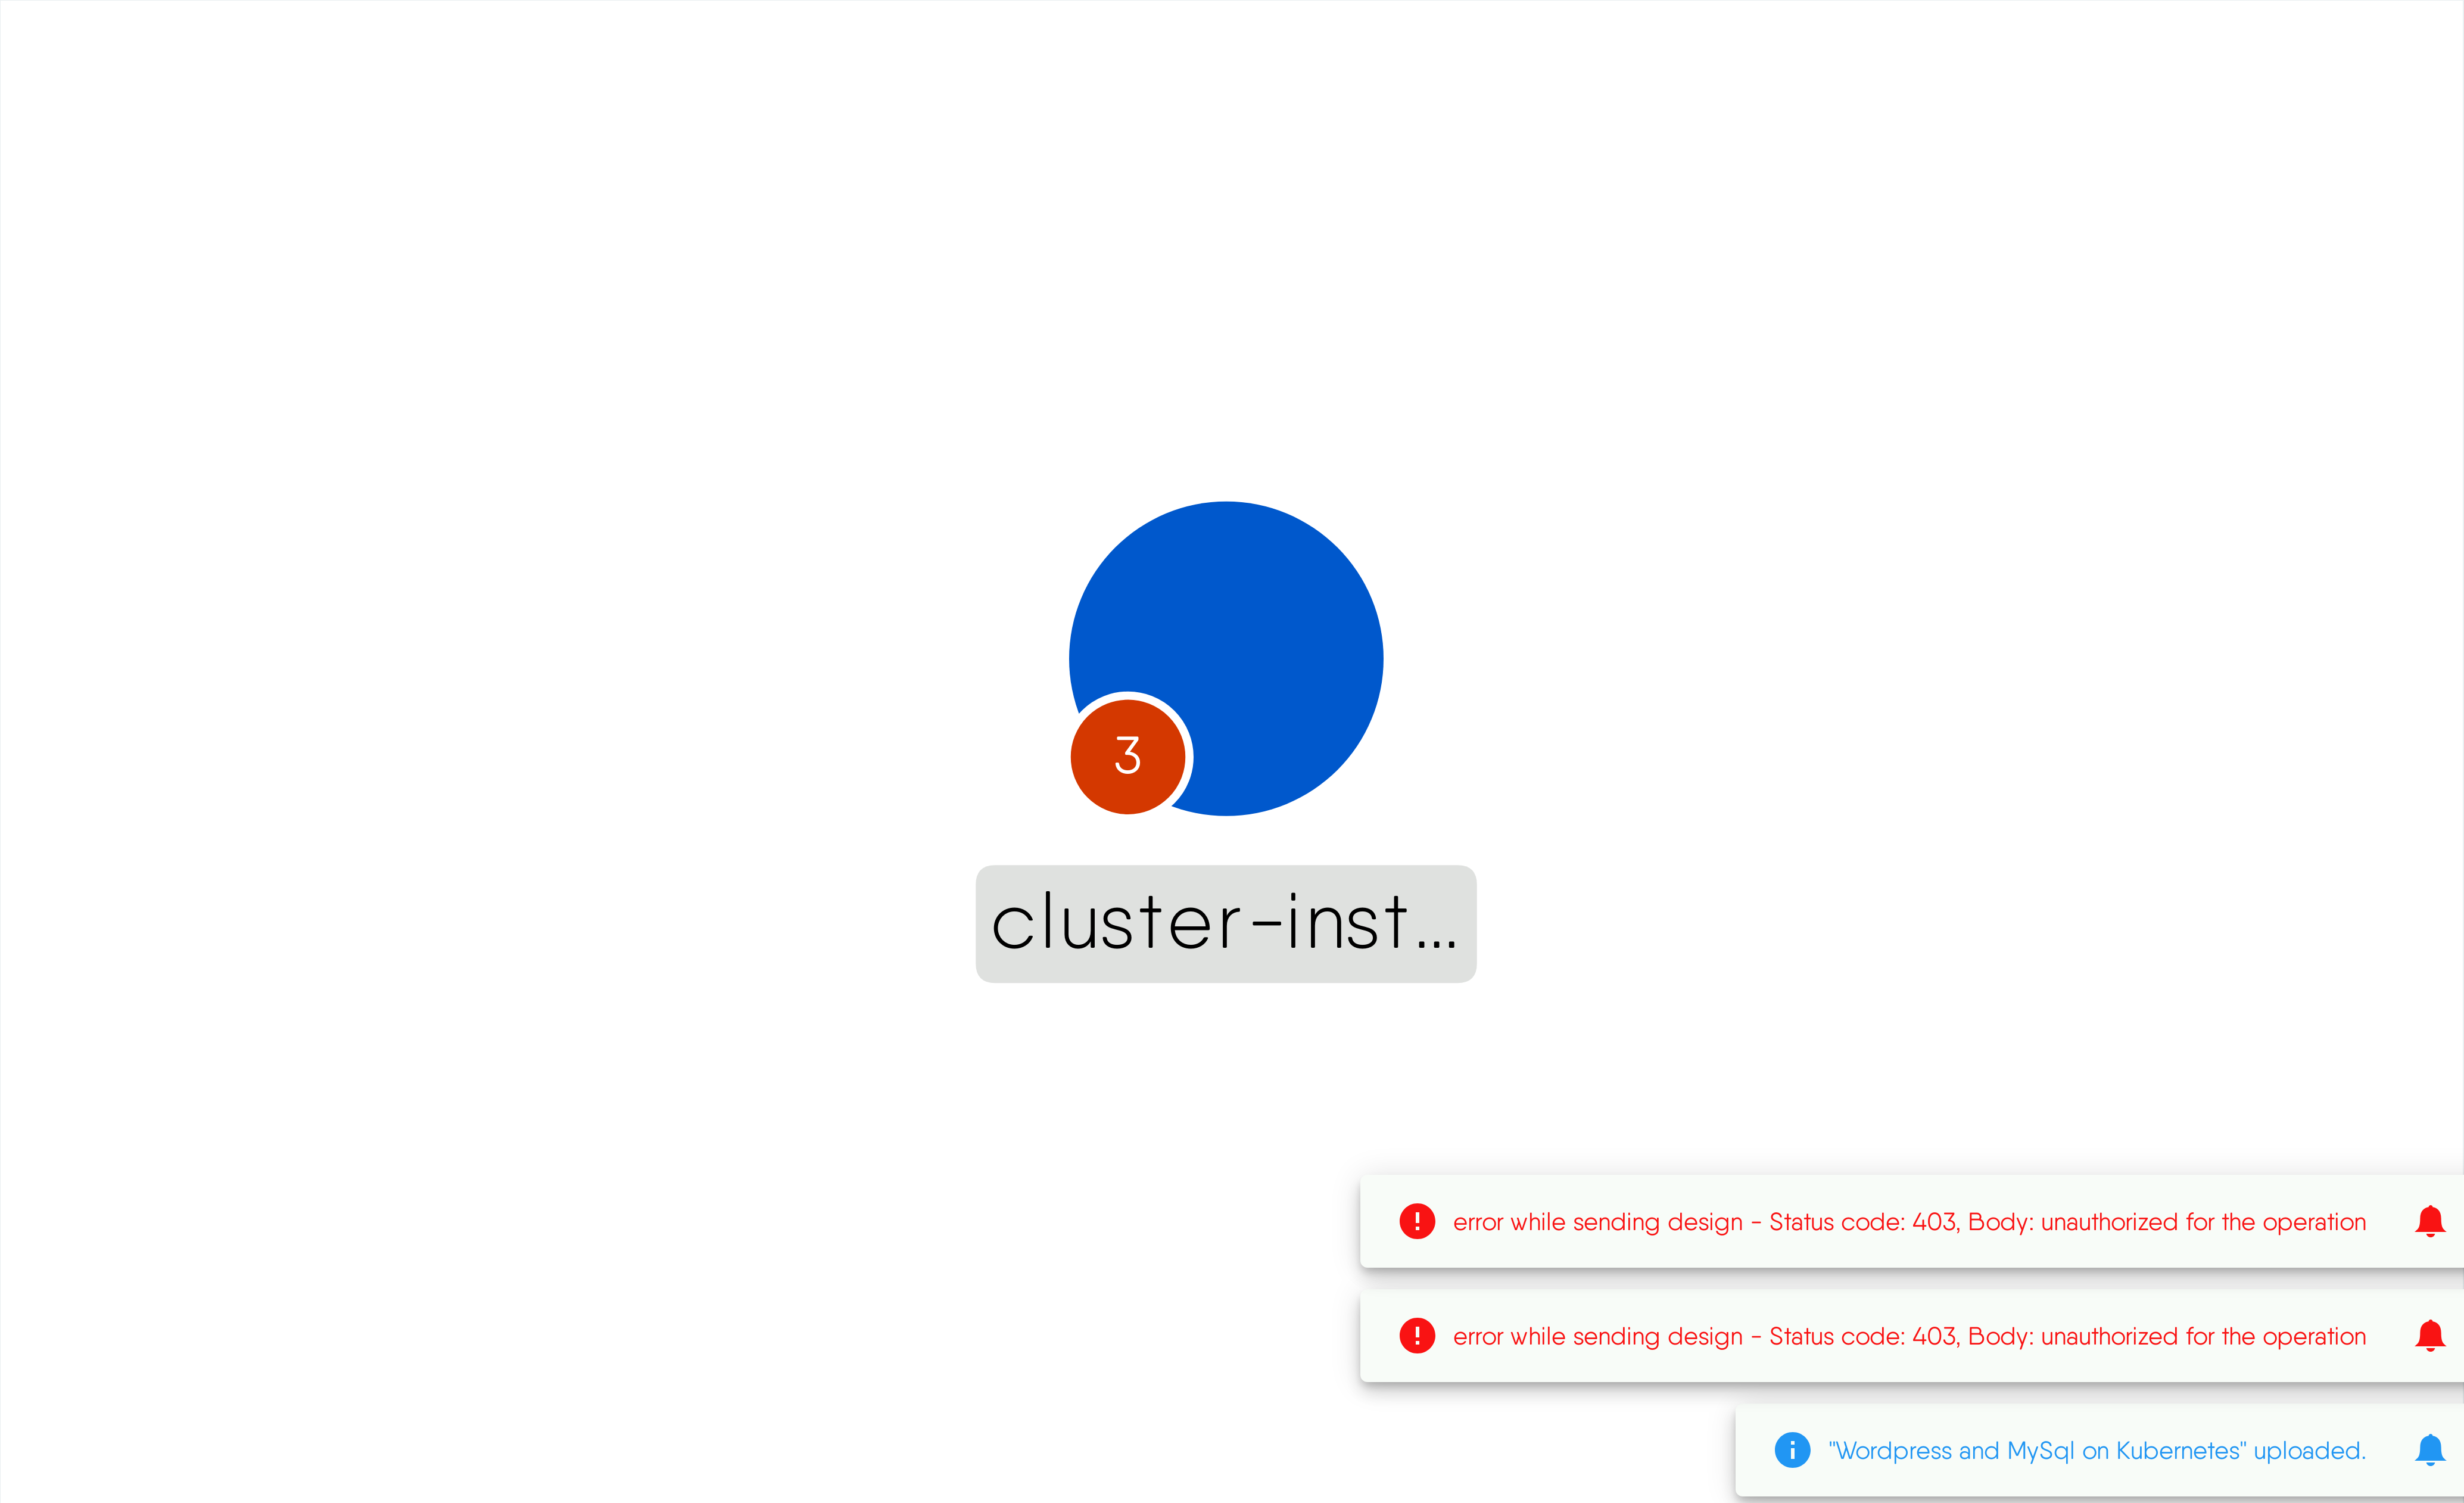 3
cluster-inst...
error while sending design - Status code: 403, Body: unauthorized for the operation
error while sending design - Status code: 403, Body: unauthorized for the operation
"Wordpress and MySql on Kubernetes" uploaded.